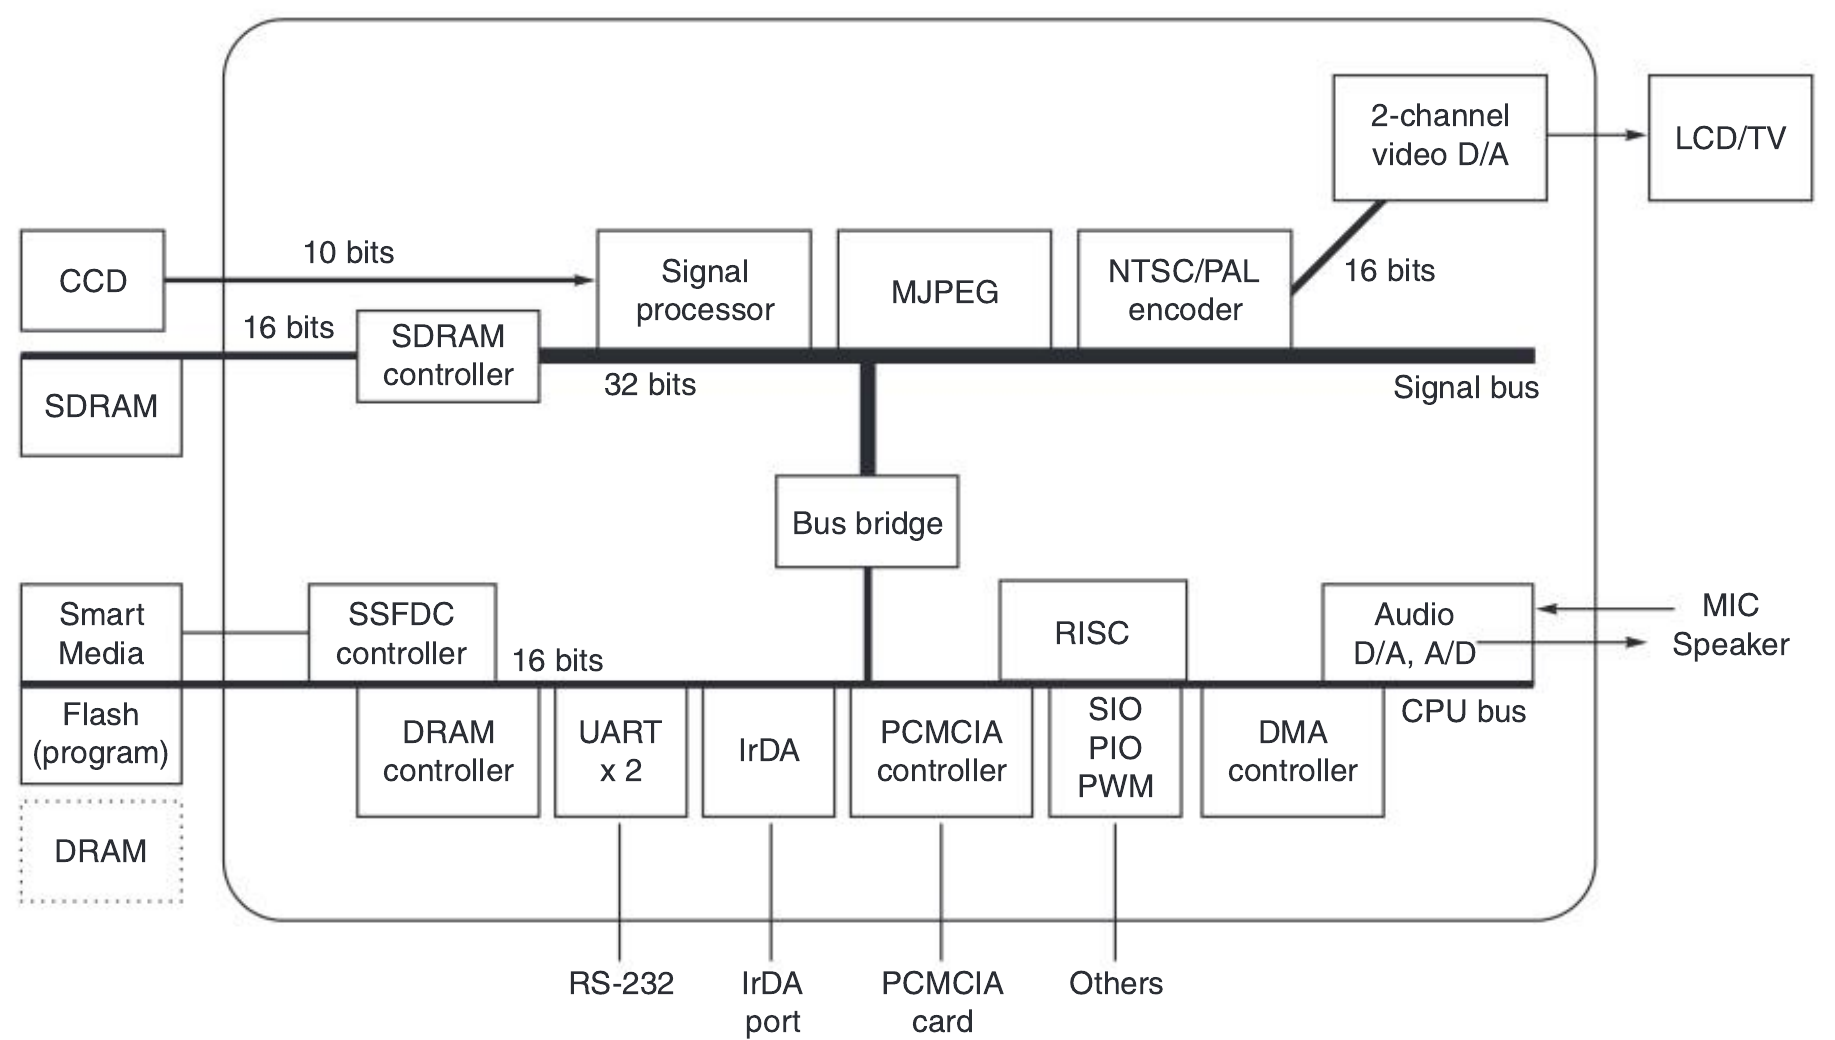 2-channel
video D/A
LCD/TV
CCD
10 bits
Signal
processor
MJPEG
NTSC/PAL
encoder
16 bits
16 bits
SDRAM
controller
32 bits
Signal bus
SDRAM
Bus bridge
Smart
Media
SSFDC
controller
16 bits
RISC
Audio
D/A, A/D
MIC
Speaker
Flash
(program)
DRAM
controller
UART
x 2
IrDA
PCMCIA
controller
SIO
PIO
PWM
DMA
controller
CPU bus
DRAM
RS-232
IrDA
port
PCMCIA
card
Others